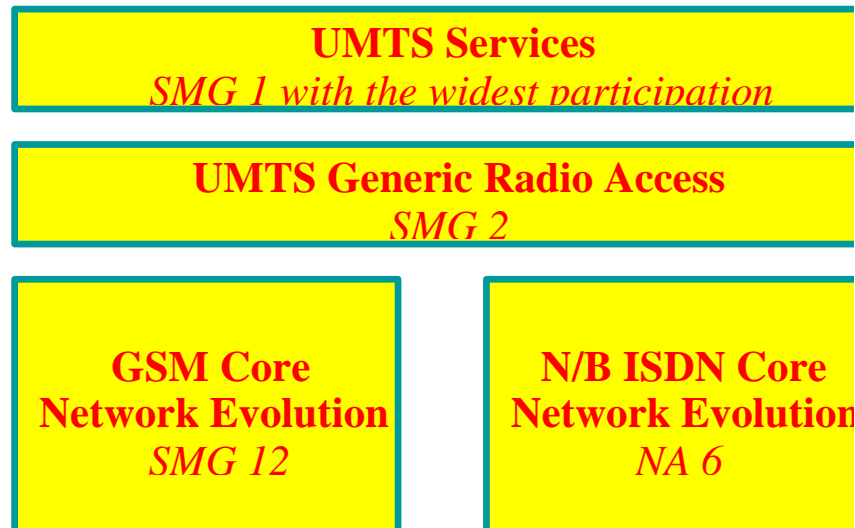 UMTS Services
SMG 1 with the widest participation
UMTS Generic Radio Access
SMG 2
GSM Core
Network Evolution
SMG 12
N/B ISDN Core
Network Evolution
NA 6